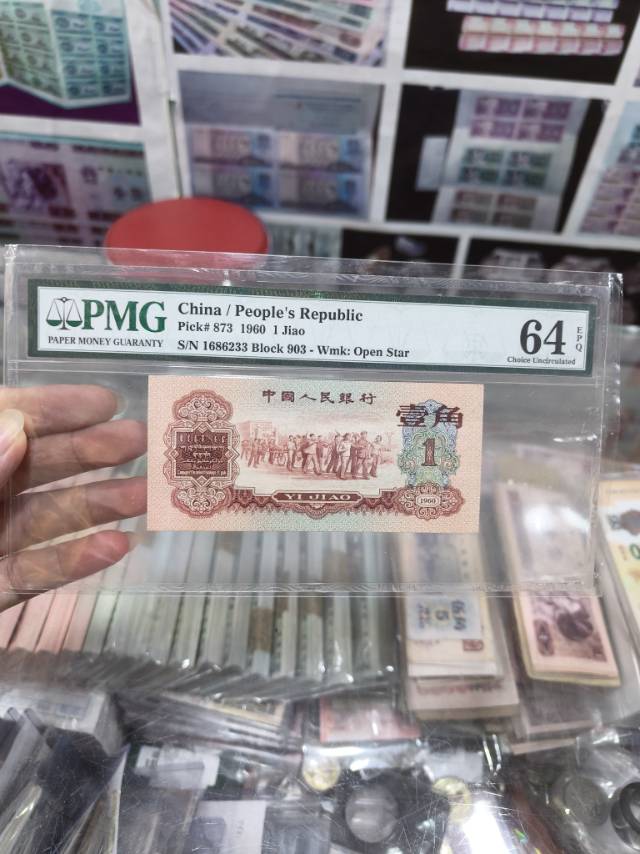 PMG
PAPER MONEY GUARANTY
China / People's Republic
Pick# 873 1960 1 Jiao
S/N 1686233 Block 903 - Wmk: Open Star
64
EPQ
Choice Uncirculated
中國人民銀行
壹角
1
YI JIAO
1960